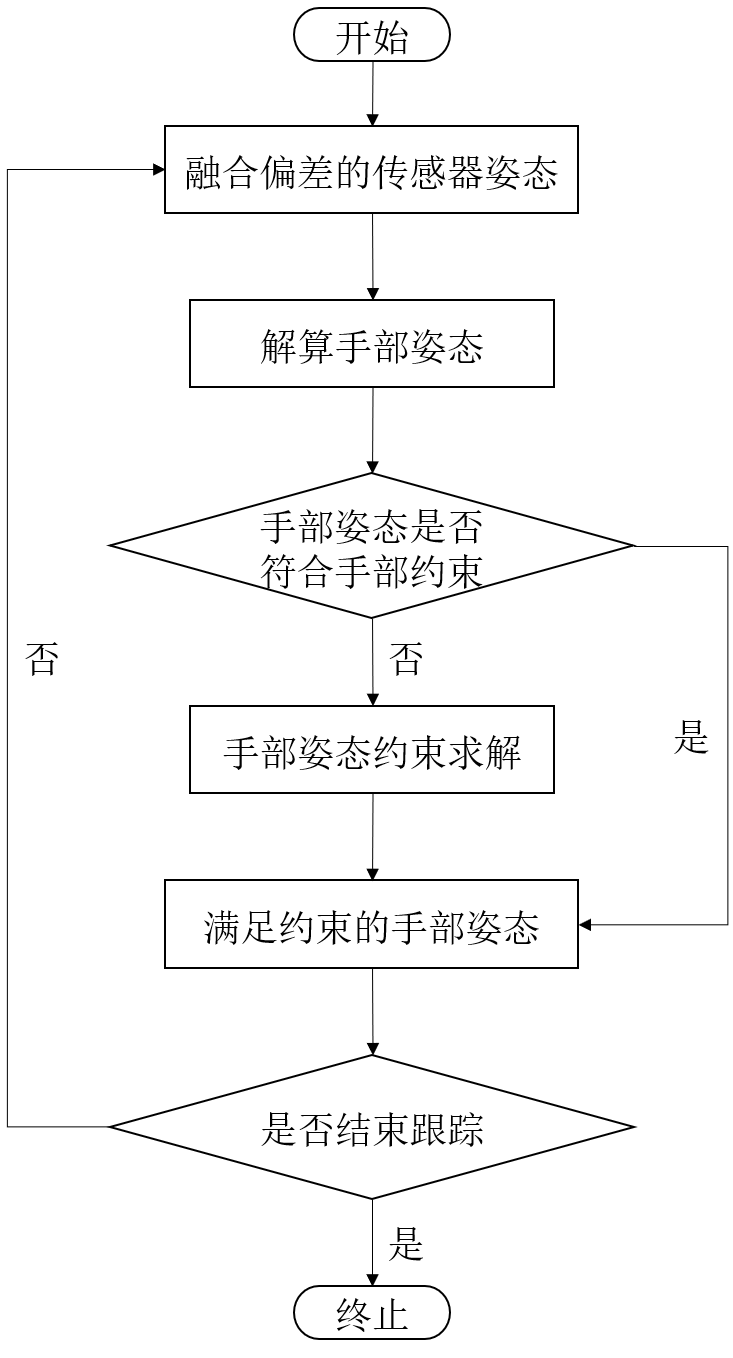 开始
融合偏差的传感器姿态
解算手部姿态
手部姿态是否
符合手部约束
否
否
手部姿态约束求解
是
满足约束的手部姿态
是否结束跟踪
是
终止